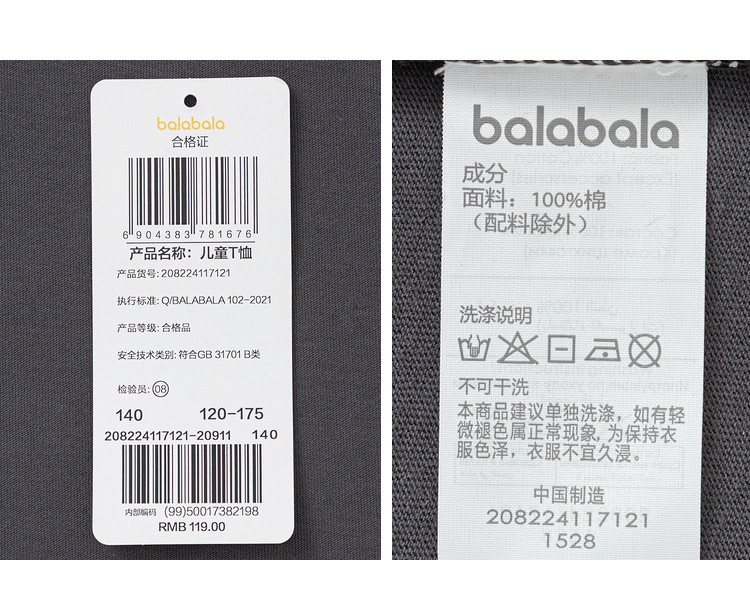 balabala
合格证
6 904383 781676
产品名称：儿童T恤
产品货号: 208224117121
执行标准: Q/BALABALA 102-2021
产品等级: 合格品
安全技术类别: 符合GB 31701 B类
检验员: 08
140 120-175
208224117121-20911 140
内部编码 (99)50017382198
RMB 119.00
balabala
成分
面料：100%棉
（配料除外）
洗涤说明
不可干洗
本商品建议单独洗涤，如有轻
微褪色属正常现象,为保持衣
服色泽，衣服不宜久浸。
中国制造
208224117121
1528